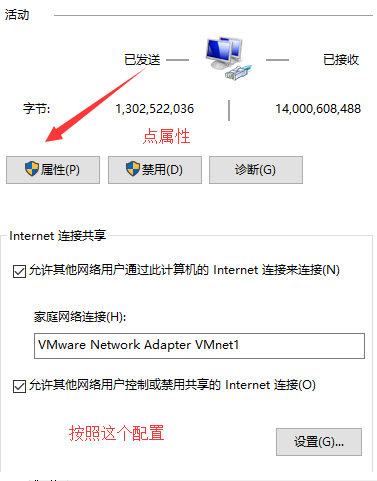 活动
已发送 已接收
字节: 1,302,522,036 14,000,608,488
点属性
属性(P) 禁用(D) 诊断(G)
Internet 连接共享
允许其他网络用户通过此计算机的 Internet 连接来连接(N)
家庭网络连接(H):
VMware Network Adapter VMnet1
允许其他网络用户控制或禁用共享的 Internet 连接(O)
按照这个配置
设置(G)...